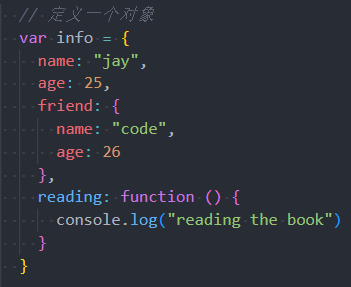 // 定义一个对象
var info = {
  name: "jay",
  age: 25,
  friend: {
    name: "code",
    age: 26
  },
  reading: function () {
    console.log("reading the book")
  }
}